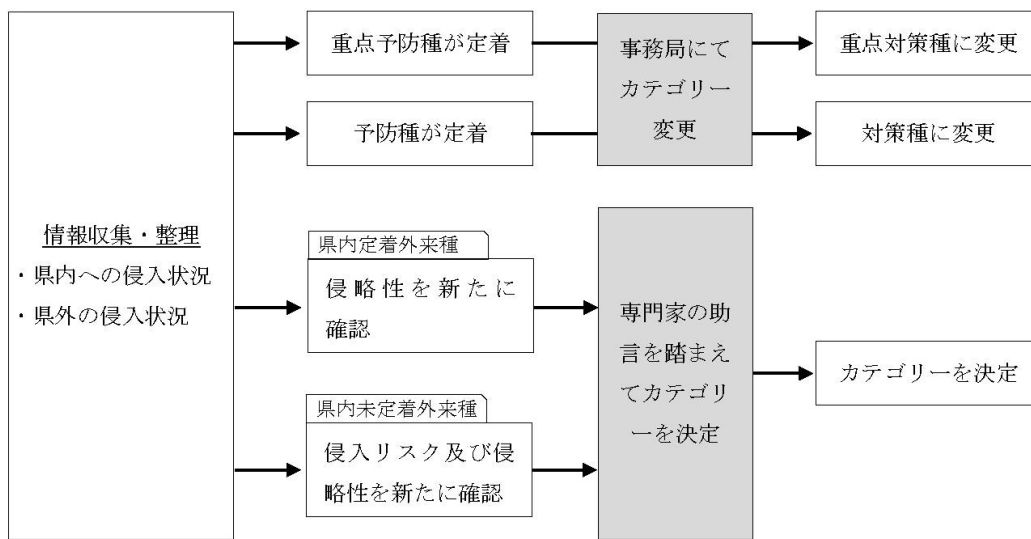 情報収集・整理
・県内への侵入状況
・県外の侵入状況
重点予防種が定着
予防種が定着
事務局にて
カテゴリー
変更
重点対策種に変更
対策種に変更
県内定着外来種
侵略性を新たに
確認
県内未定着外来種
侵入リスク及び侵
略性を新たに確認
専門家の助
言を踏まえ
てカテゴリ
ーを決定
カテゴリーを決定